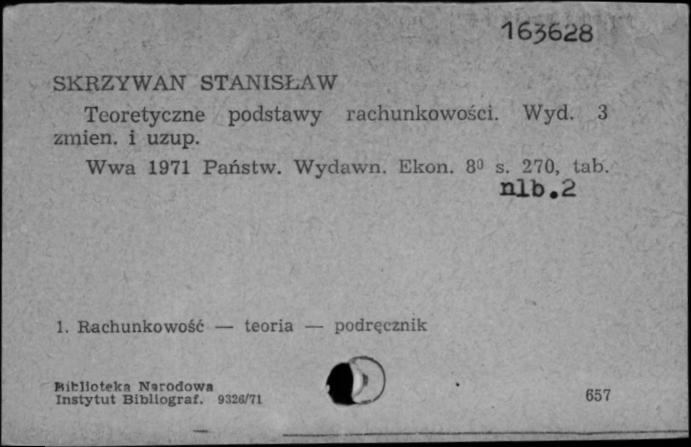 163628
SKRZYWAN STANISŁAW
Teoretyczne podstawy rachunkowości. Wyd. 3
zmien. i uzup.
Wwa 1971 Państw. Wydawn. Ekon. 8⁰ s. 270, tab.
nlb.2
1. Rachunkowość — teoria — podręcznik
Biblioteka Narodowa
Instytut Bibliograf. 9326/71
657